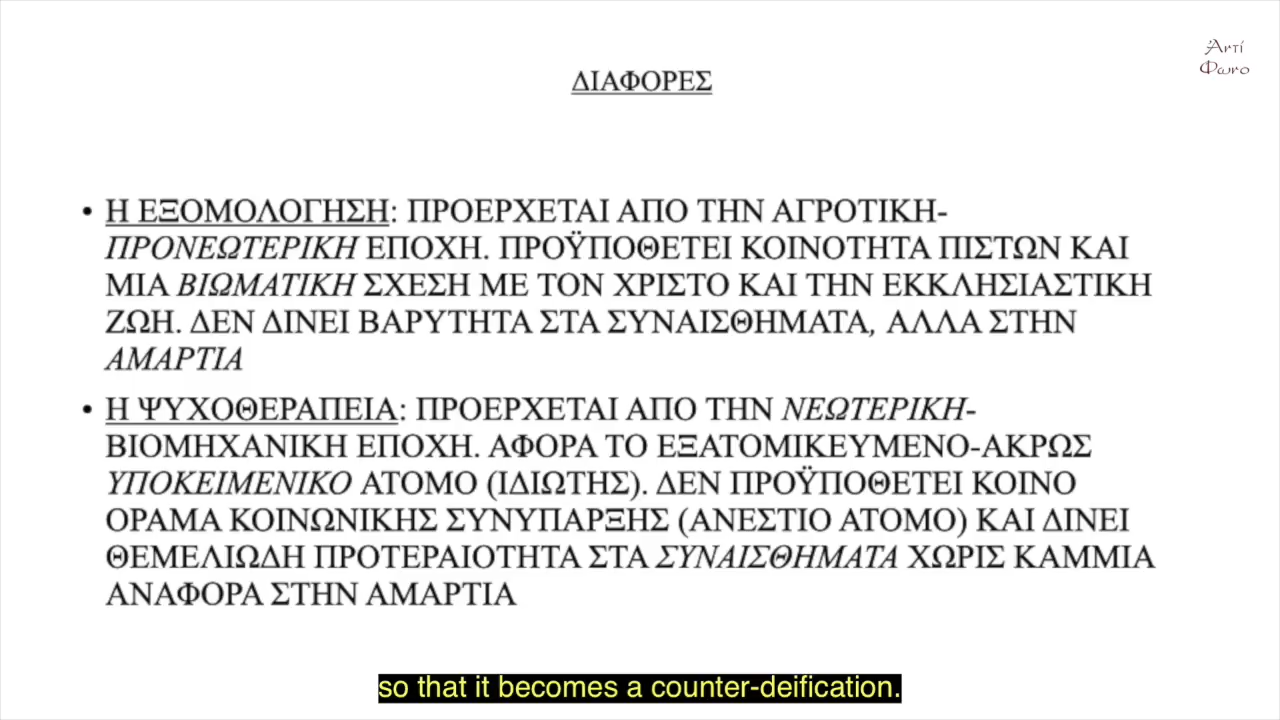 Ἀντί
Φωνο
ΔΙΑΦΟΡΕΣ
• Η ΕΞΟΜΟΛΟΓΗΣΗ: ΠΡΟΕΡΧΕΤΑΙ ΑΠΟ ΤΗΝ ΑΓΡΟΤΙΚΗ-
ΠΡΟΝΕΩΤΕΡΙΚΗ ΕΠΟΧΗ. ΠΡΟΫΠΟΘΕΤΕΙ ΚΟΙΝΟΤΗΤΑ ΠΙΣΤΩΝ ΚΑΙ
ΜΙΑ ΒΙΩΜΑΤΙΚΗ ΣΧΕΣΗ ΜΕ ΤΟΝ ΧΡΙΣΤΟ ΚΑΙ ΤΗΝ ΕΚΚΛΗΣΙΑΣΤΙΚΗ
ΖΩΗ. ΔΕΝ ΔΙΝΕΙ ΒΑΡΥΤΗΤΑ ΣΤΑ ΣΥΝΑΙΣΘΗΜΑΤΑ, ΑΛΛΑ ΣΤΗΝ
ΑΜΑΡΤΙΑ
• Η ΨΥΧΟΘΕΡΑΠΕΙΑ: ΠΡΟΕΡΧΕΤΑΙ ΑΠΟ ΤΗΝ ΝΕΩΤΕΡΙΚΗ-
ΒΙΟΜΗΧΑΝΙΚΗ ΕΠΟΧΗ. ΑΦΟΡΑ ΤΟ ΕΞΑΤΟΜΙΚΕΥΜΕΝΟ-ΑΚΡΩΣ
ΥΠΟΚΕΙΜΕΝΙΚΟ ΑΤΟΜΟ (ΙΔΙΩΤΗΣ). ΔΕΝ ΠΡΟΫΠΟΘΕΤΕΙ ΚΟΙΝΟ
ΟΡΑΜΑ ΚΟΙΝΩΝΙΚΗΣ ΣΥΝΥΠΑΡΞΗΣ (ΑΝΕΣΤΙΟ ΑΤΟΜΟ) ΚΑΙ ΔΙΝΕΙ
ΘΕΜΕΛΙΩΔΗ ΠΡΟΤΕΡΑΙΟΤΗΤΑ ΣΤΑ ΣΥΝΑΙΣΘΗΜΑΤΑ ΧΩΡΙΣ ΚΑΜΜΙΑ
ΑΝΑΦΟΡΑ ΣΤΗΝ ΑΜΑΡΤΙΑ
so that it becomes a counter-deification.